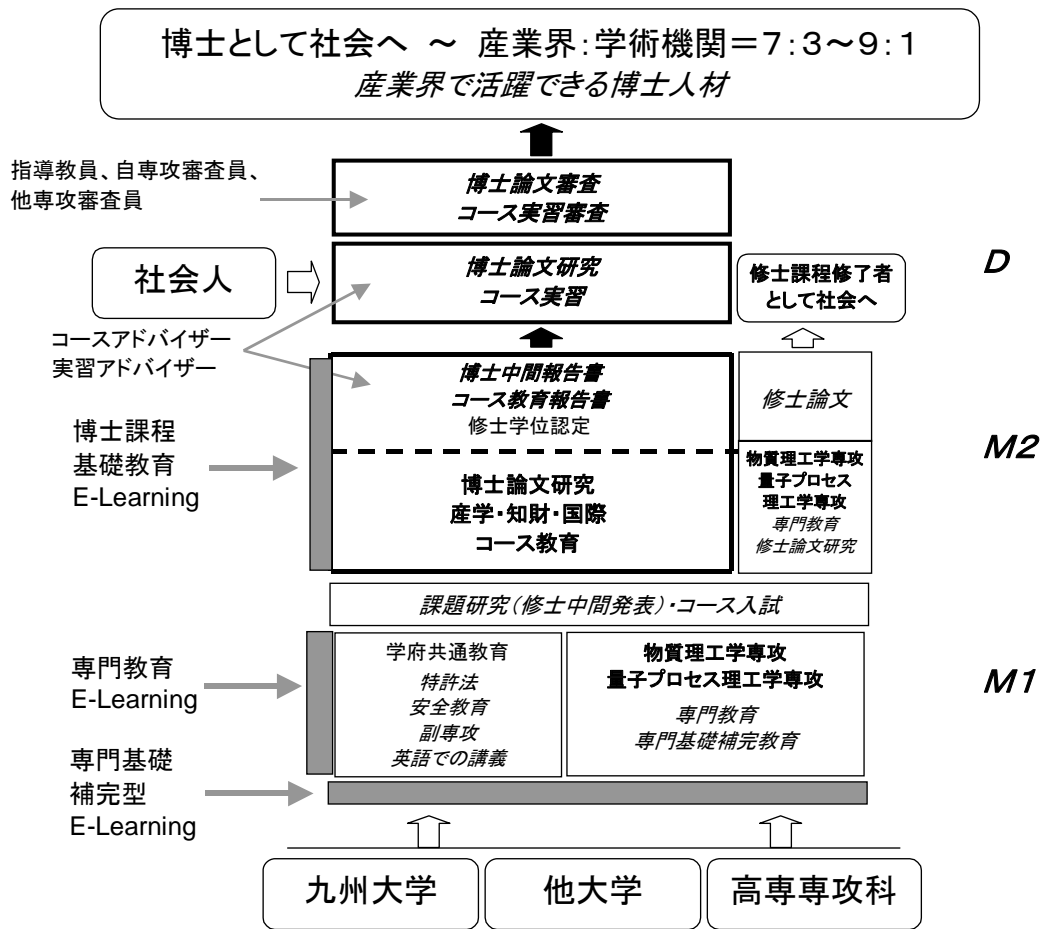 博士として社会へ ～ 産業界：学術機関＝7：3～9：1
産業界で活躍できる博士人材
指導教員、自専攻審査員、
他専攻審査員
博士論文審査
コース実習審査
社会人
博士論文研究
コース実習
修士課程修了者
として社会へ
D
コースアドバイザー
実習アドバイザー
博士中間報告書
コース教育報告書
修士学位認定
修士論文
博士課程
基礎教育
E-Learning
博士論文研究
産学・知財・国際
コース教育
物質理工学専攻
量子プロセス
理工学専攻
専門教育
修士論文研究
M2
課題研究（修士中間発表）・コース入試
専門教育
E-Learning
学府共通教育
特許法
安全教育
副専攻
英語での講義
物質理工学専攻
量子プロセス理工学専攻
専門教育
専門基礎補完教育
M1
専門基礎
補完型
E-Learning
九州大学
他大学
高専専攻科